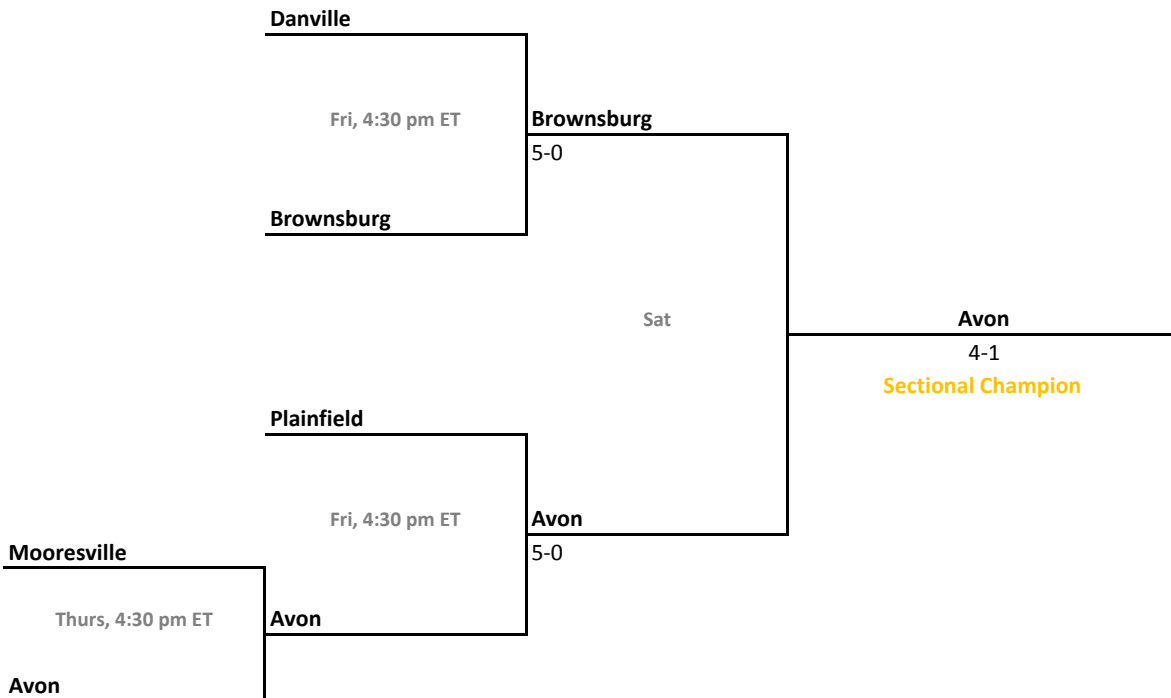 Danville
Fri, 4:30 pm ET
Brownsburg
5-0
Brownsburg
Sat
Avon
4-1
Sectional Champion
Plainfield
Fri, 4:30 pm ET
Avon
5-0
Mooresville
Thurs, 4:30 pm ET
Avon
Avon